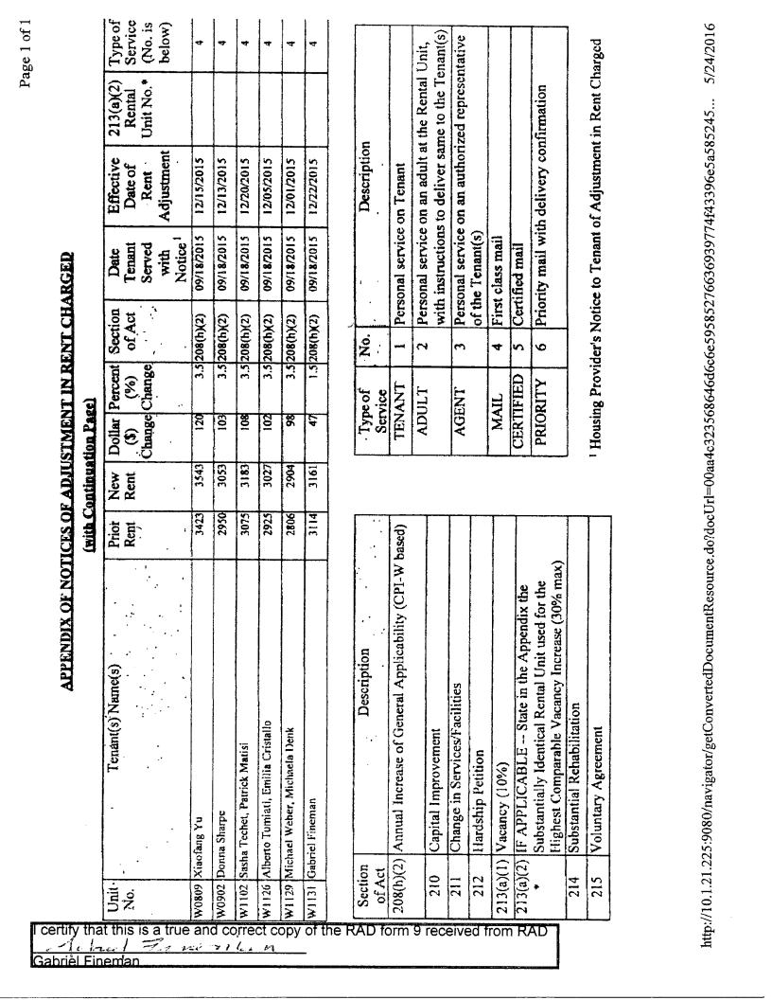 Page 1 of 1
APPENDIX OF NOTICES OF ADJUSTMENT IN RENT CHARGED
(with Continuation Page)
Unit No. Tenant(s) Name(s) Prior Rent New Rent Dollar ($) Change Percent (%) Change Section of Act Date Tenant Served with Notice 1 Effective Date of Rent Adjustment 213(a)(2) Rental Unit No.* Type of Service (No. is below)
W0809 Xiaofang Yu 3423 3543 120 3.5 208(h)(2) 09/18/2015 12/15/2015 4
W0902 Donna Sharpe 2950 3053 103 3.5 208(h)(2) 09/18/2015 12/13/2015 4
W1102 Sasha Techet, Patrick Matisi 3075 3183 108 3.5 208(h)(2) 09/18/2015 12/20/2015 4
W1126 Alberto Tumiati, Emilia Cristallo 2925 3027 102 3.5 208(h)(2) 09/18/2015 12/05/2015 4
W1129 Michael Weber, Michaela Denk 2806 2904 98 3.5 208(h)(2) 09/18/2015 12/01/2015 4
W1131 Gabriel Fineman 3114 3161 47 1.5 208(h)(2) 09/18/2015 12/22/2015 4
Section of Act Description
208(h)(2) Annual Increase of General Applicability (CPI-W based)
210 Capital Improvement
211 Change in Services/Facilities
212 Hardship Petition
213(a)(1) Vacancy (10%)
213(a)(2) * IF APPLICABLE -- State in the Appendix the
Substantially Identical Rental Unit used for the
Highest Comparable Vacancy Increase (30% max)
214 Substantial Rehabilitation
215 Voluntary Agreement
Type of Service No. Description
TENANT 1 Personal service on Tenant
ADULT 2 Personal service on an adult at the Rental Unit,
with instructions to deliver same to the Tenant(s)
AGENT 3 Personal service on an authorized representative
of the Tenant(s)
MAIL 4 First class mail
CERTIFIED 5 Certified mail
PRIORITY 6 Priority mail with delivery confirmation
1 Housing Provider's Notice to Tenant of Adjustment in Rent Charged
I certify that this is a true and correct copy of the RAD form 9 received from RAD
Gabriel Fineman
http://10.1.21.225:9080/navigator/getConvertedDocumentResource.do?docUrl=00aa4c323568646d6c6e59585276636939774f43396e5a585245... 5/24/2016